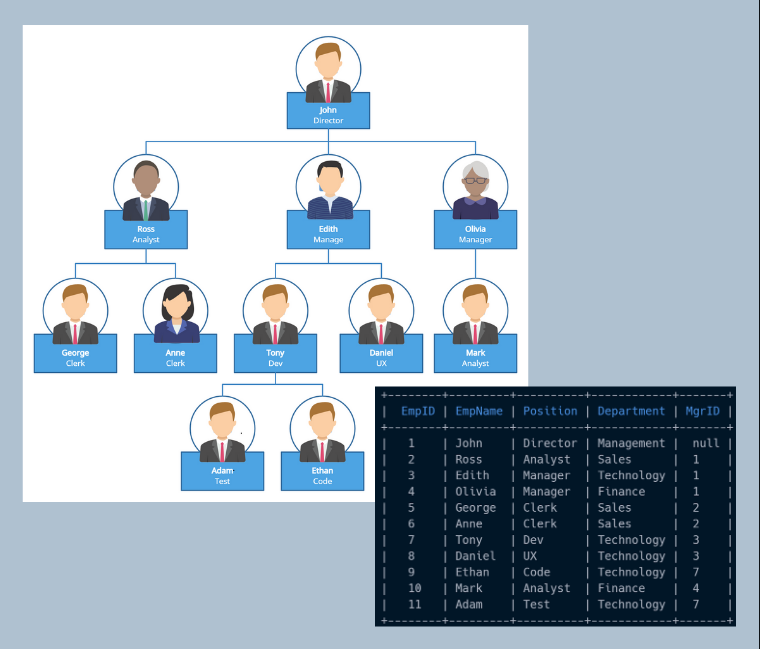 John
Director
Ross
Analyst
Edith
Manage
Olivia
Manager
George
Clerk
Anne
Clerk
Tony
Dev
Daniel
UX
Mark
Analyst
Adam
Test
Ethan
Code
+--------+---------+----------+------------+-------+
| EmpID | EmpName | Position | Department | MgrID |
+--------+---------+----------+------------+-------+
| 1 | John | Director | Management | null |
| 2 | Ross | Analyst | Sales | 1 |
| 3 | Edith | Manager | Technology | 1 |
| 4 | Olivia | Manager | Finance | 1 |
| 5 | George | Clerk | Sales | 2 |
| 6 | Anne | Clerk | Sales | 2 |
| 7 | Tony | Dev | Technology | 3 |
| 8 | Daniel | UX | Technology | 3 |
| 9 | Ethan | Code | Technology | 7 |
| 10 | Mark | Analyst | Finance | 4 |
| 11 | Adam | Test | Technology | 7 |
+--------+---------+----------+------------+-------+